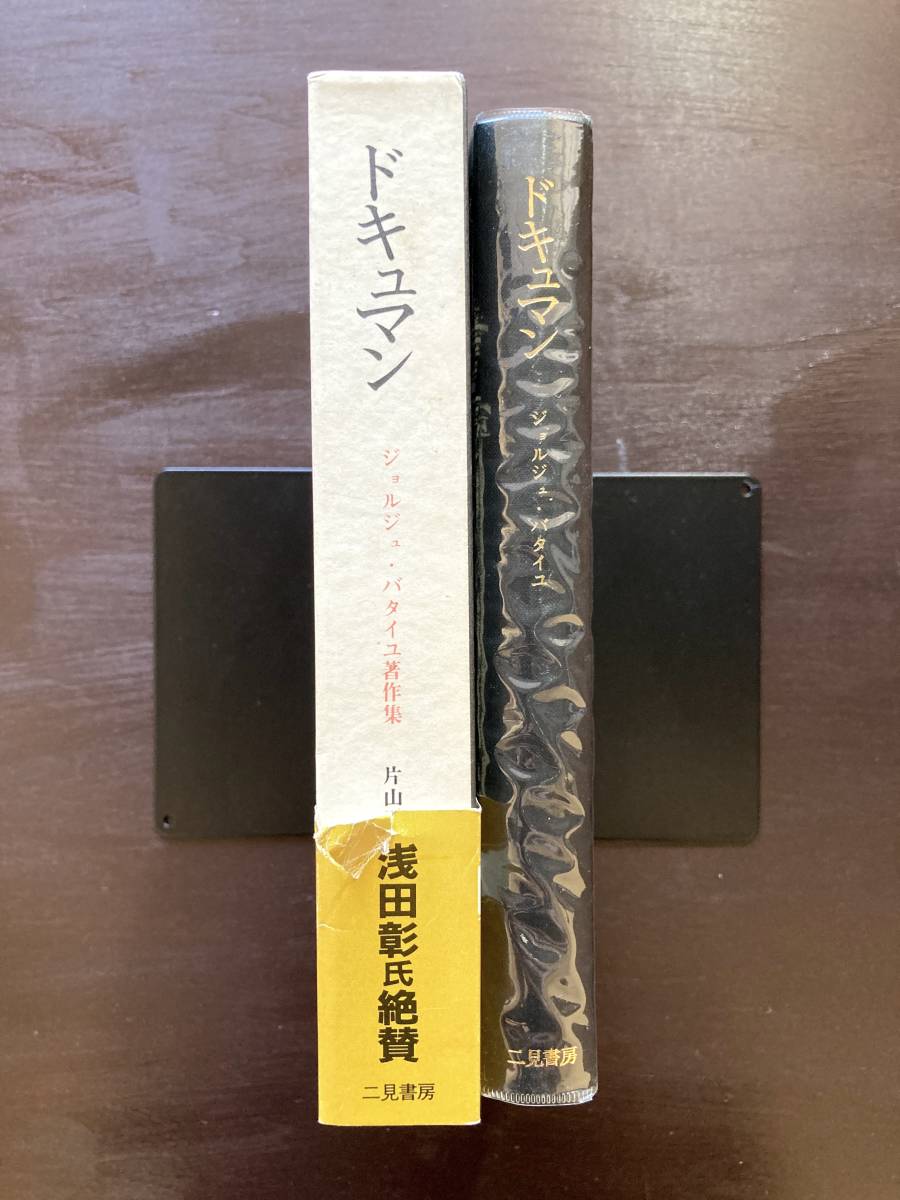 ドキュマン
ジョルジュ・バタイユ著作集
片山
浅田彰氏絶賛
二見書房
ドキュマン
ジョルジュ・バタイユ
二見書房